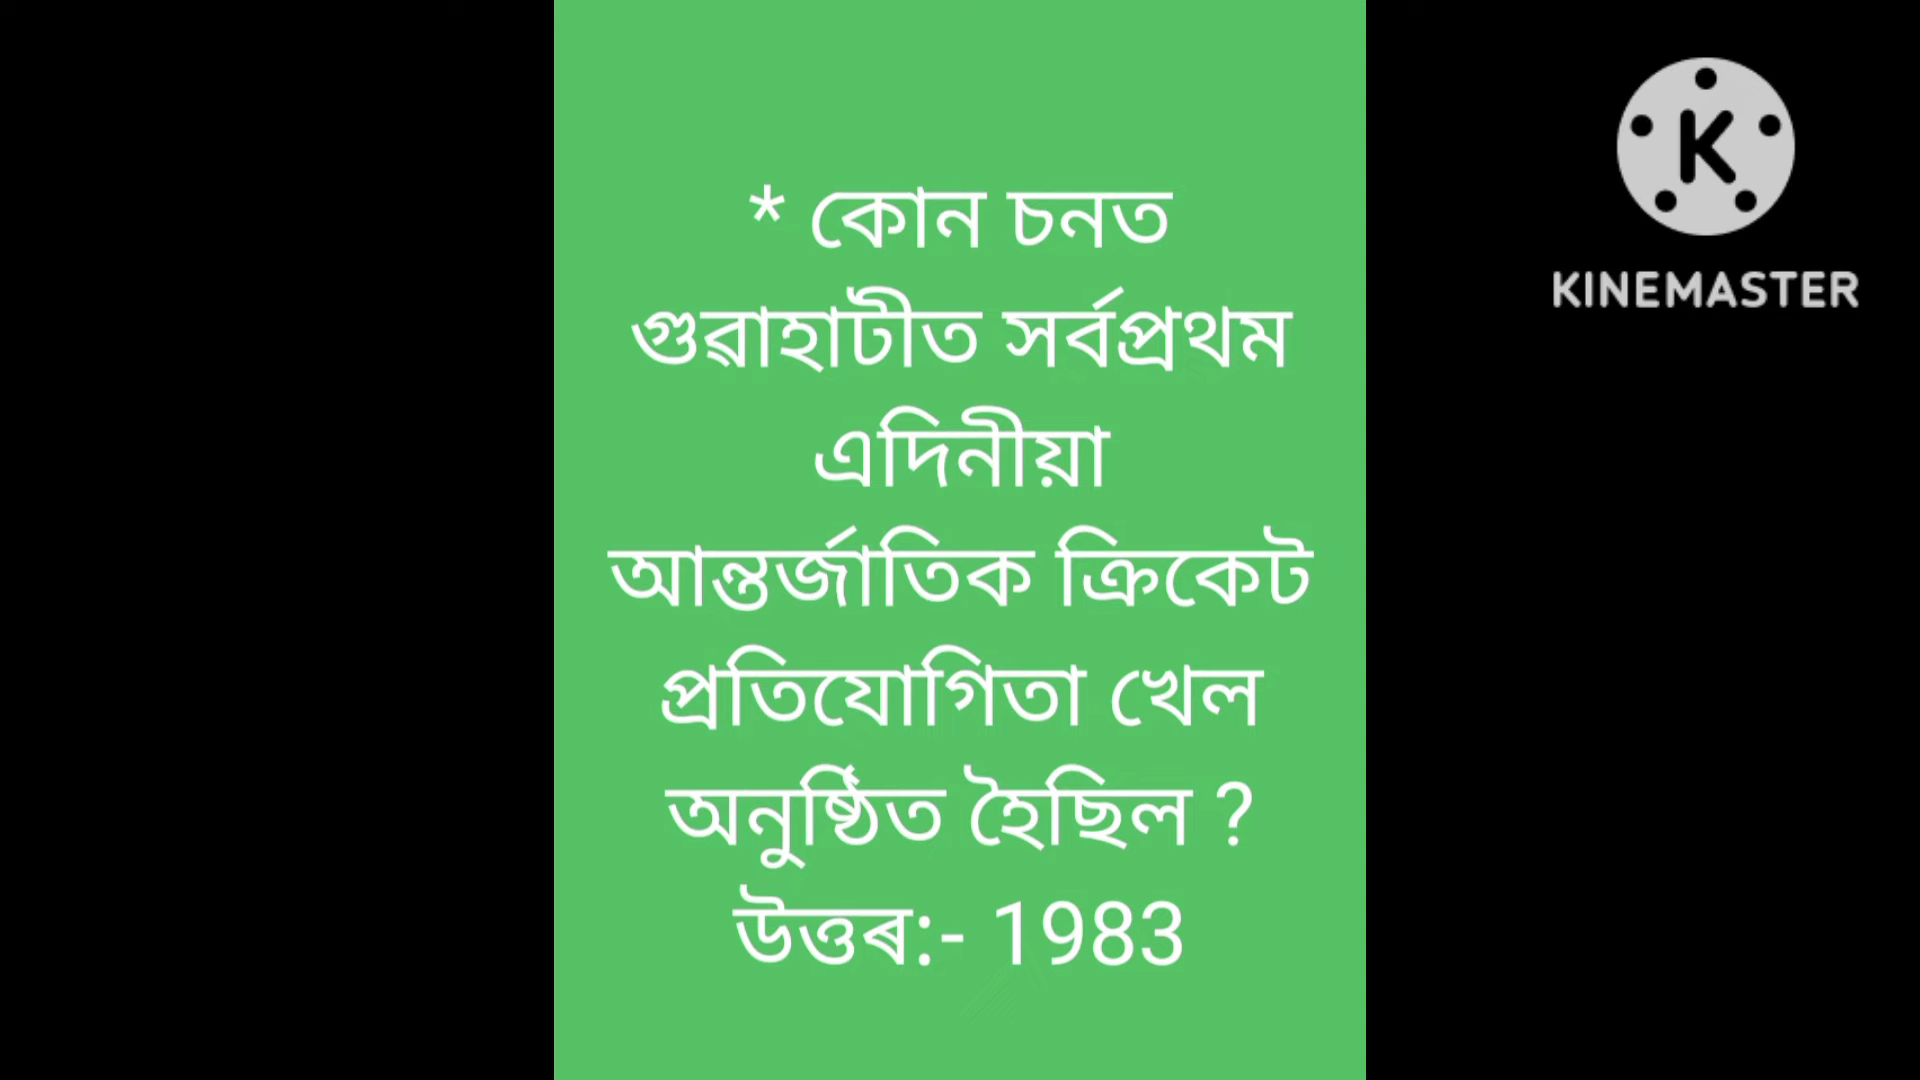 * কোন চনত
গুৱাহাটীত সৰ্বপ্ৰথম
এদিনীয়া
আন্তৰ্জাতিক ক্ৰিকেট
প্ৰতিযোগিতা খেল
অনুষ্ঠিত হৈছিল ?
উত্তৰ:- 1983
K
KINEMASTER